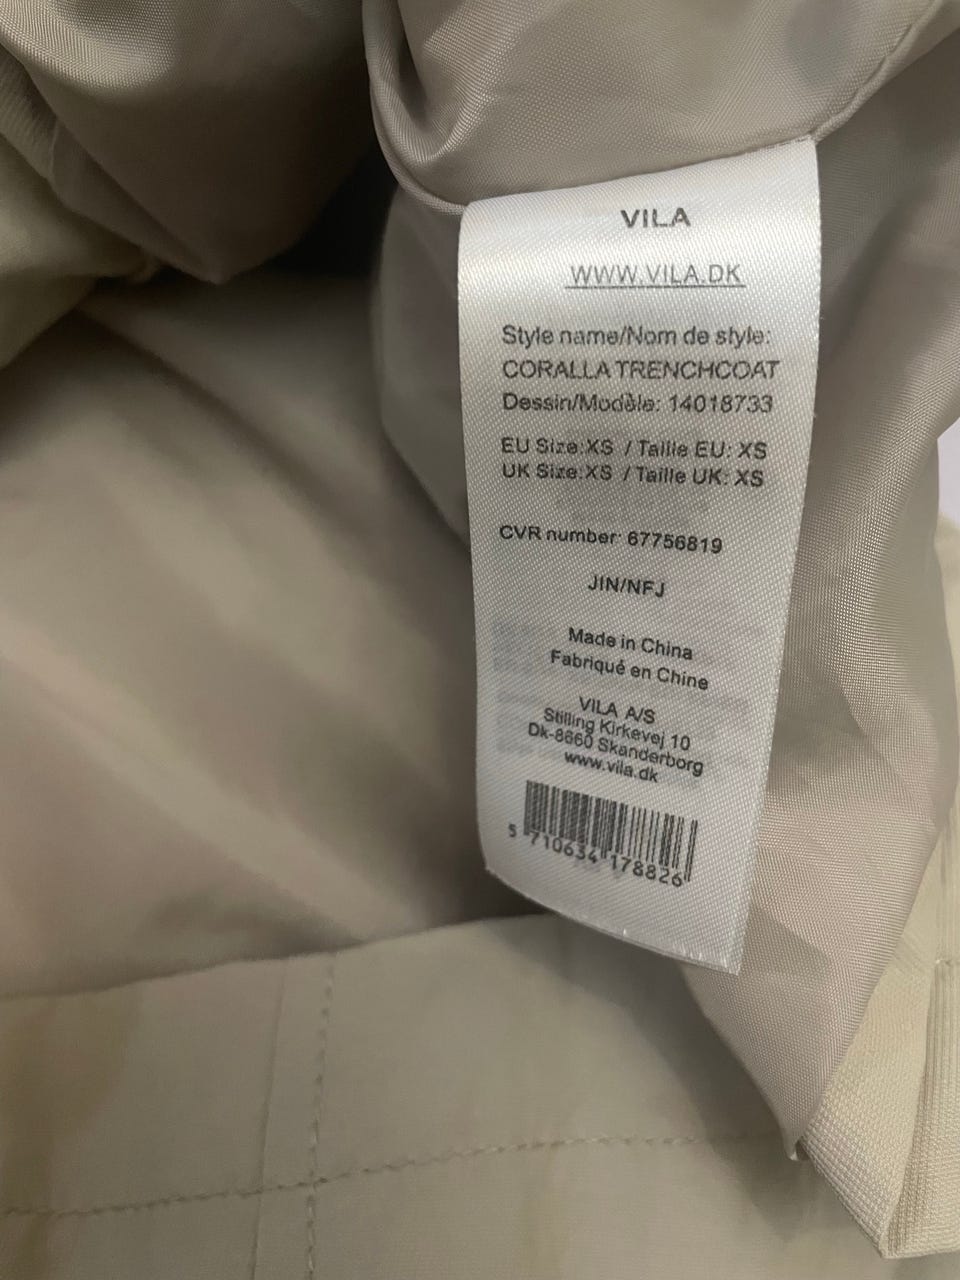 VILA
WWW.VILA.DK
Style name/Nom de style:
CORALLA TRENCHCOAT
Dessin/Modèle: 14018733
EU Size:XS / Taille EU: XS
UK Size:XS / Taille UK: XS
CVR number: 67756819
JIN/NFJ
Made in China
Fabriqué en Chine
VILA A/S
Stilling Kirkevej 10
Dk-8660 Skanderborg
www.vila.dk
5 710634 178826